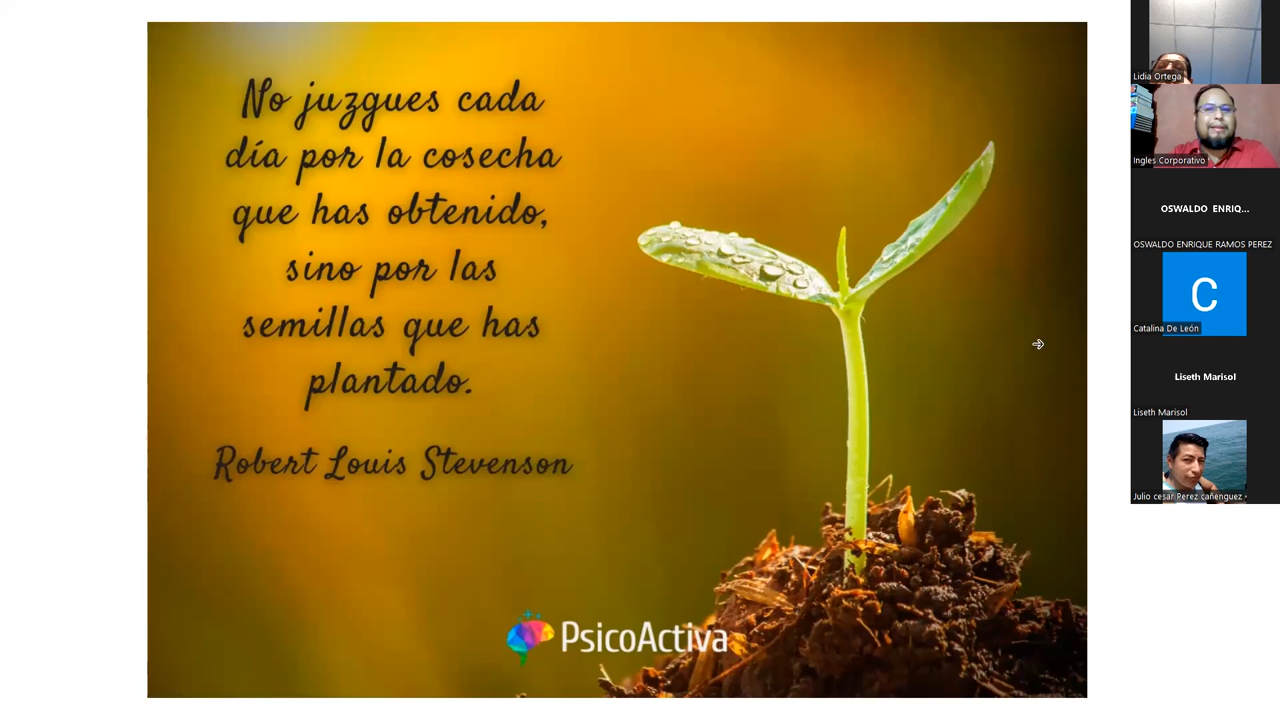 No juzgues cada
día por la cosecha
que has obtenido,
sino por las
semillas que has
plantado.
Robert Louis Stevenson
PsicoActiva
Lidia Ortega
Ingles Corporativo
OSWALDO ENRIQ...
OSWALDO ENRIQUE RAMOS PEREZ
C
Catalina De León
Liseth Marisol
Liseth Marisol
Julio cesar Perez cañenguez